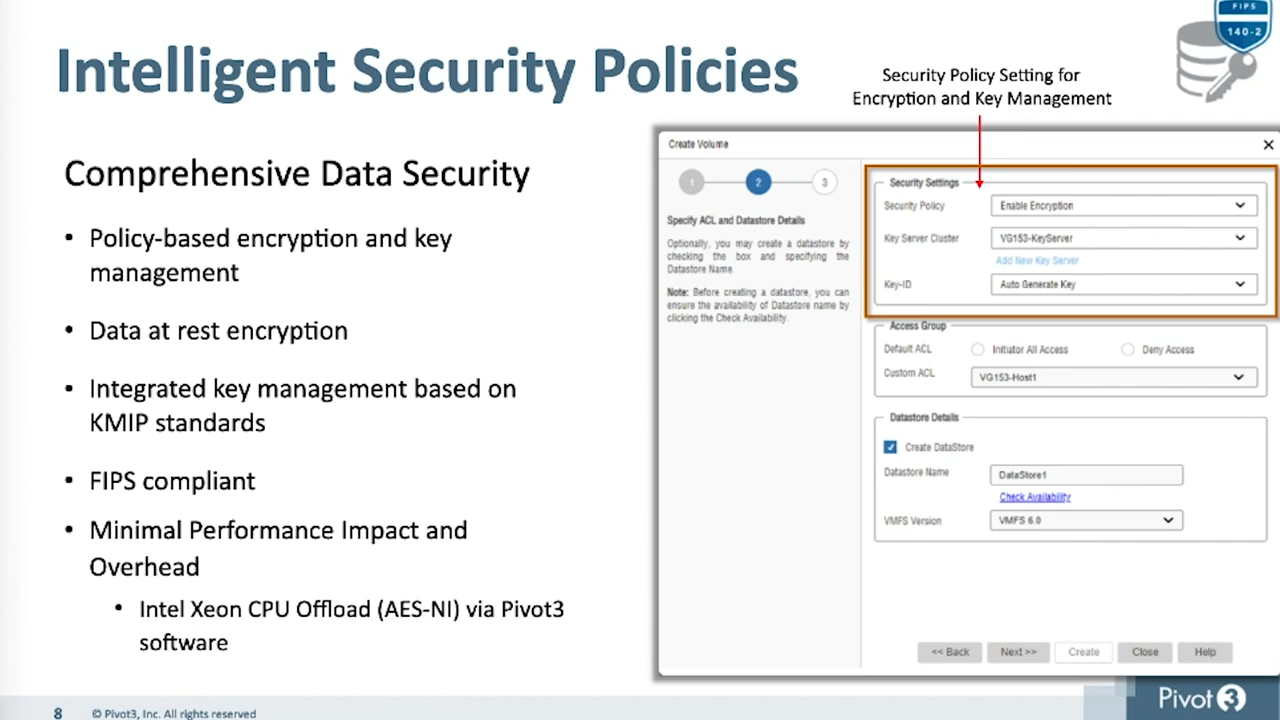 FIPS
140-2
Intelligent Security Policies
Security Policy Setting for
Encryption and Key Management
Comprehensive Data Security
• Policy-based encryption and key
management
• Data at rest encryption
• Integrated key management based on
KMIP standards
• FIPS compliant
• Minimal Performance Impact and
Overhead
• Intel Xeon CPU Offload (AES-NI) via Pivot3
software
Create Volume
1 2 3
Specify ACL and Datastore Details
Optionally, you may create a datastore by
checking the box and specifying the
Datastore Name.
Note: Before creating a datastore, you can
ensure the availability of Datastore name by
clicking the Check Availability.
Security Settings
Security Policy Enable Encryption
Key Server Cluster VG153-KeyServer
Add New Key Server
Key-ID Auto Generate Key
Access Group
Default ACL Initiator All Access Deny Access
Custom ACL VG153-Host1
Datastore Details
Create DataStore
Datastore Name DataStore1
Check Availability
VMFS Version VMFS 6.0
<< Back Next >> Create Close Help
8 © Pivot3, Inc. All rights reserved
Pivot3